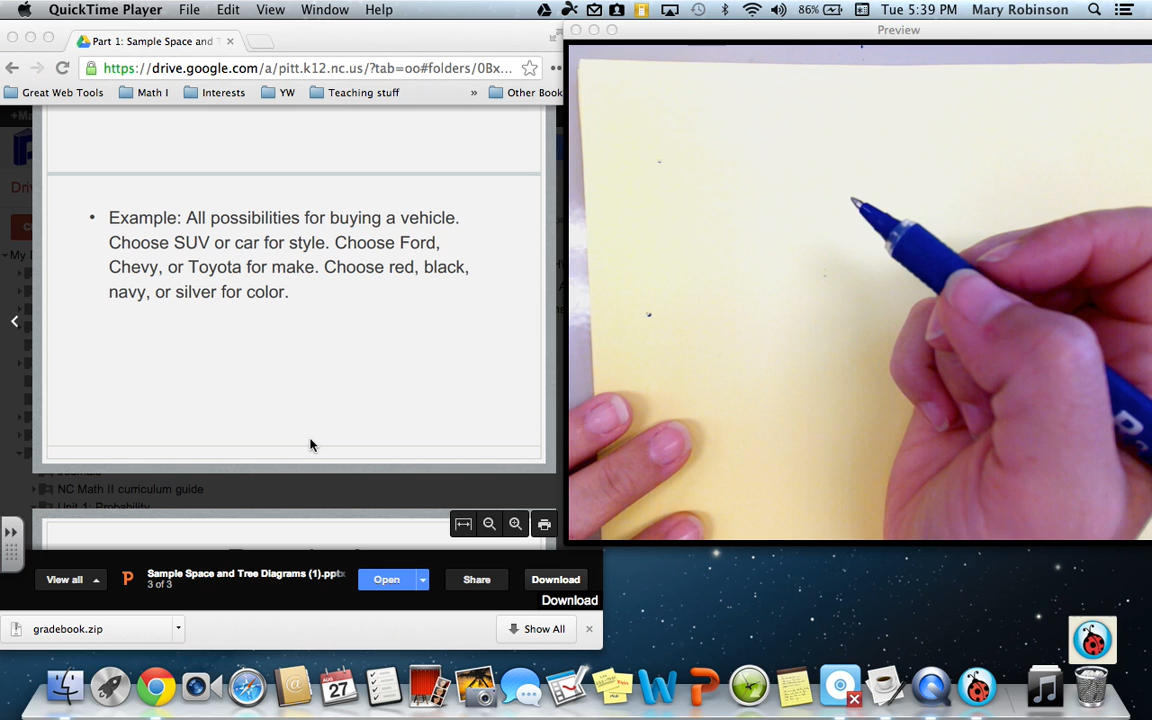 QuickTime Player File Edit View Window Help 86% Tue 5:39 PM Mary Robinson
Part 1: Sample Space and T
Preview
https://drive.google.com/a/pitt.k12.nc.us/?tab=oo#folders/0Bx...
Great Web Tools Math I Interests YW Teaching stuff » Other Book
• Example: All possibilities for buying a vehicle.
Choose SUV or car for style. Choose Ford,
Chevy, or Toyota for make. Choose red, black,
navy, or silver for color.
My
NC Math II curriculum guide
Unit 1: Probability
View all
Sample Space and Tree Diagrams (1).pptx
3 of 3
Open
Share
Download
Download
gradebook.zip
Show All
AUG
27